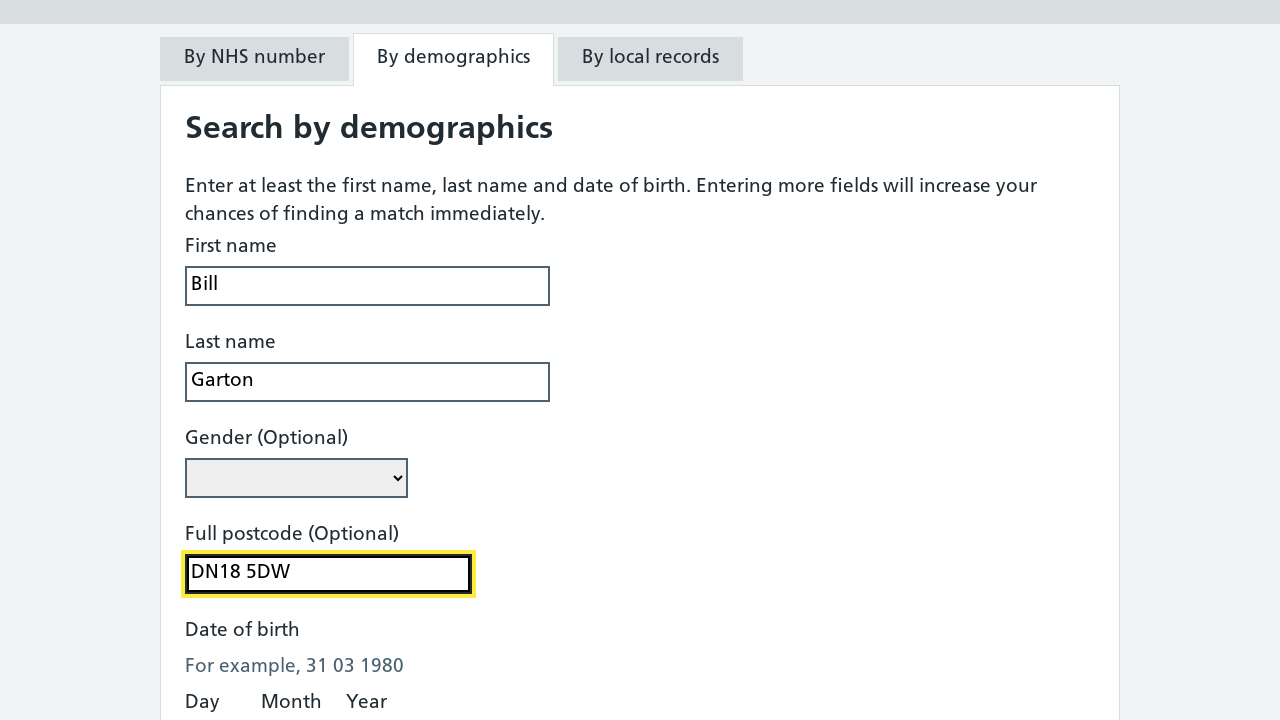 By NHS number
By demographics
By local records
Search by demographics
Enter at least the first name, last name and date of birth. Entering more fields will increase your
chances of finding a match immediately.
First name
Bill
Last name
Garton
Gender (Optional)
Full postcode (Optional)
DN18 5DW
Date of birth
For example, 31 03 1980
Day Month Year